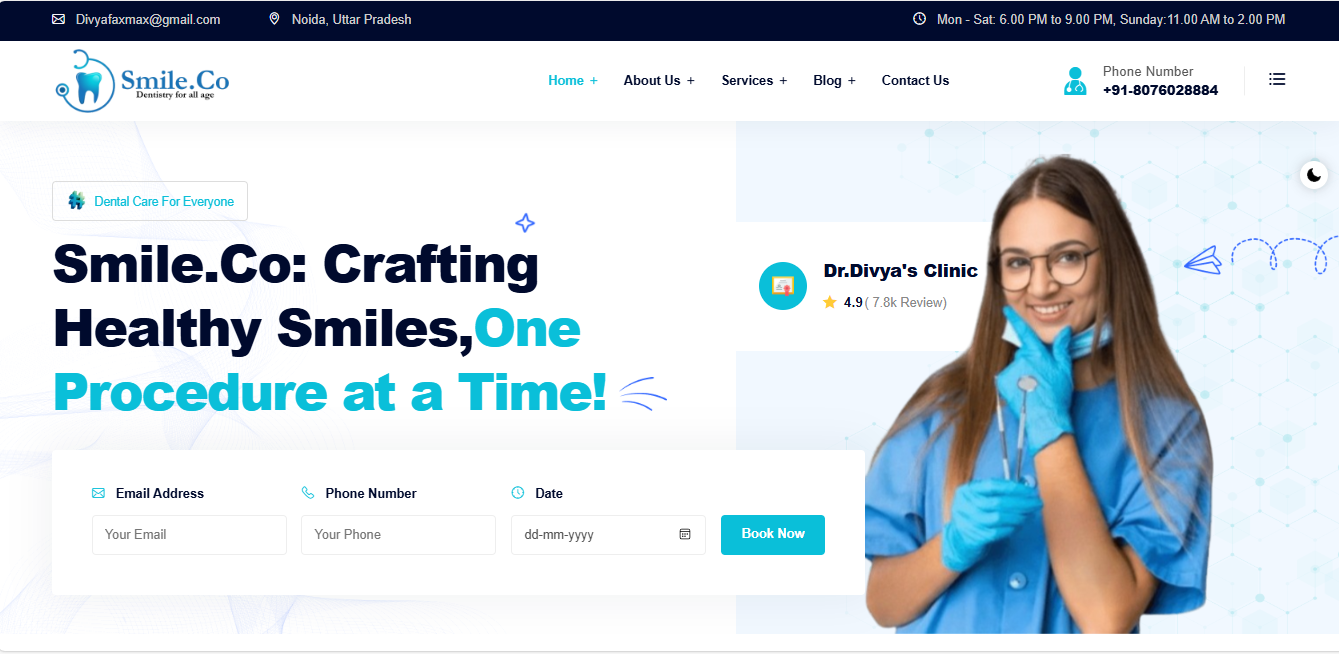 Divyafaxmax@gmail.com Noida, Uttar Pradesh Mon - Sat: 6.00 PM to 9.00 PM, Sunday:11.00 AM to 2.00 PM
Smile.Co
Dentistry for all age
Home + About Us + Services + Blog + Contact Us
Phone Number
+91-8076028884
Dental Care For Everyone
Smile.Co: Crafting
Healthy Smiles,One
Procedure at a Time!
Dr.Divya's Clinic
4.9( 7.8k Review)
Email Address Phone Number Date
Your Email Your Phone dd-mm-yyyy Book Now